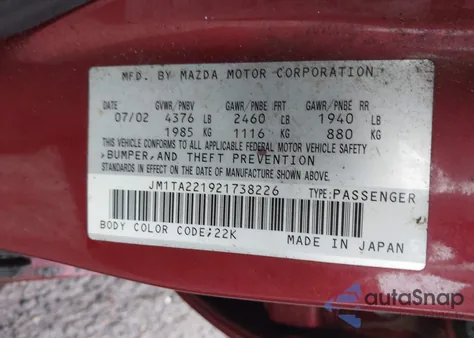 MFD. BY MAZDA MOTOR CORPORATION
DATE GVWR/PNBV GAWR/PNBE FRT GAWR/PNBE RR
07/02 4376 LB 2460 LB 1940 LB
1985 KG 1116 KG 880 KG
THIS VEHICLE CONFORMS TO ALL APPLICABLE FEDERAL MOTOR VEHICLE SAFETY
, BUMPER, AND THEFT PREVENTION
STANDARDS IN EFFECT ON THE DATE OF MANUFACTURE SHOWN ABOVE.
JM1TA221921738226 TYPE:PASSENGER
BODY COLOR CODE;22K MADE IN JAPAN
autoSnap